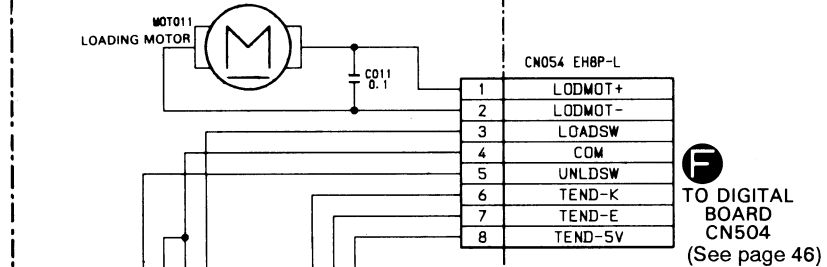 MOT011
LOADING MOTOR
M
C011
0.1
CN054 EH8P-L
1 LODMOT+
2 LODMOT-
3 LOADSW
4 COM
5 UNLDSW
6 TEND-K
7 TEND-E
8 TEND-5V
F
TO DIGITAL
BOARD
CN504
(See page 46)